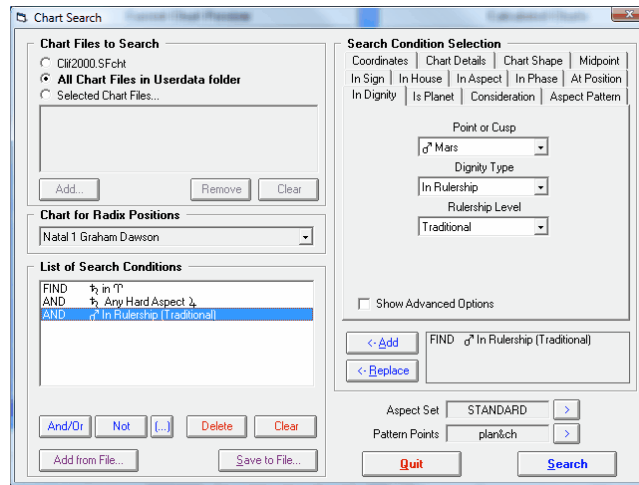 Chart Search
Chart Files to Search
Clif2000.SFcht
All Chart Files in Userdata folder
Selected Chart Files...
Add...
Remove
Clear
Chart for Radix Positions
Natal 1 Graham Dawson
List of Search Conditions
FIND ♄ in ♈
AND ♄ Any Hard Aspect ♃
AND ♂ In Rulership (Traditional)
And/Or
Not
(...)
Delete
Clear
Add from File...
Save to File...
Search Condition Selection
Coordinates
Chart Details
Chart Shape
Midpoint
In Sign
In House
In Aspect
In Phase
At Position
In Dignity
Is Planet
Consideration
Aspect Pattern
Point or Cusp
♂ Mars
Dignity Type
In Rulership
Rulership Level
Traditional
Show Advanced Options
<- Add
<- Replace
FIND ♂ In Rulership (Traditional)
Aspect Set
STANDARD
>
Pattern Points
plan&ch
>
Quit
Search